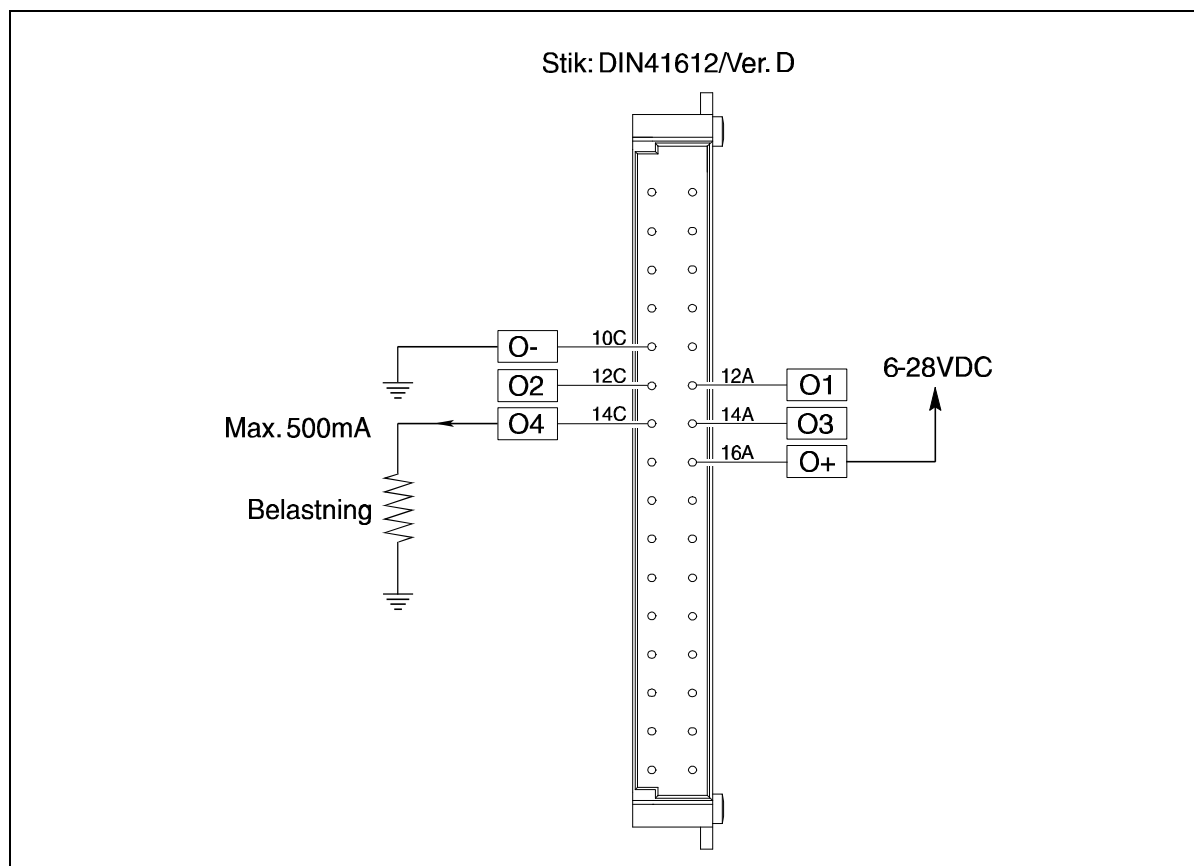 Stik: DIN41612/Ver. D
O- 10C
O2 12C 12A O1
6-28VDC
Max. 500mA O4 14C 14A O3
16A O+
Belastning